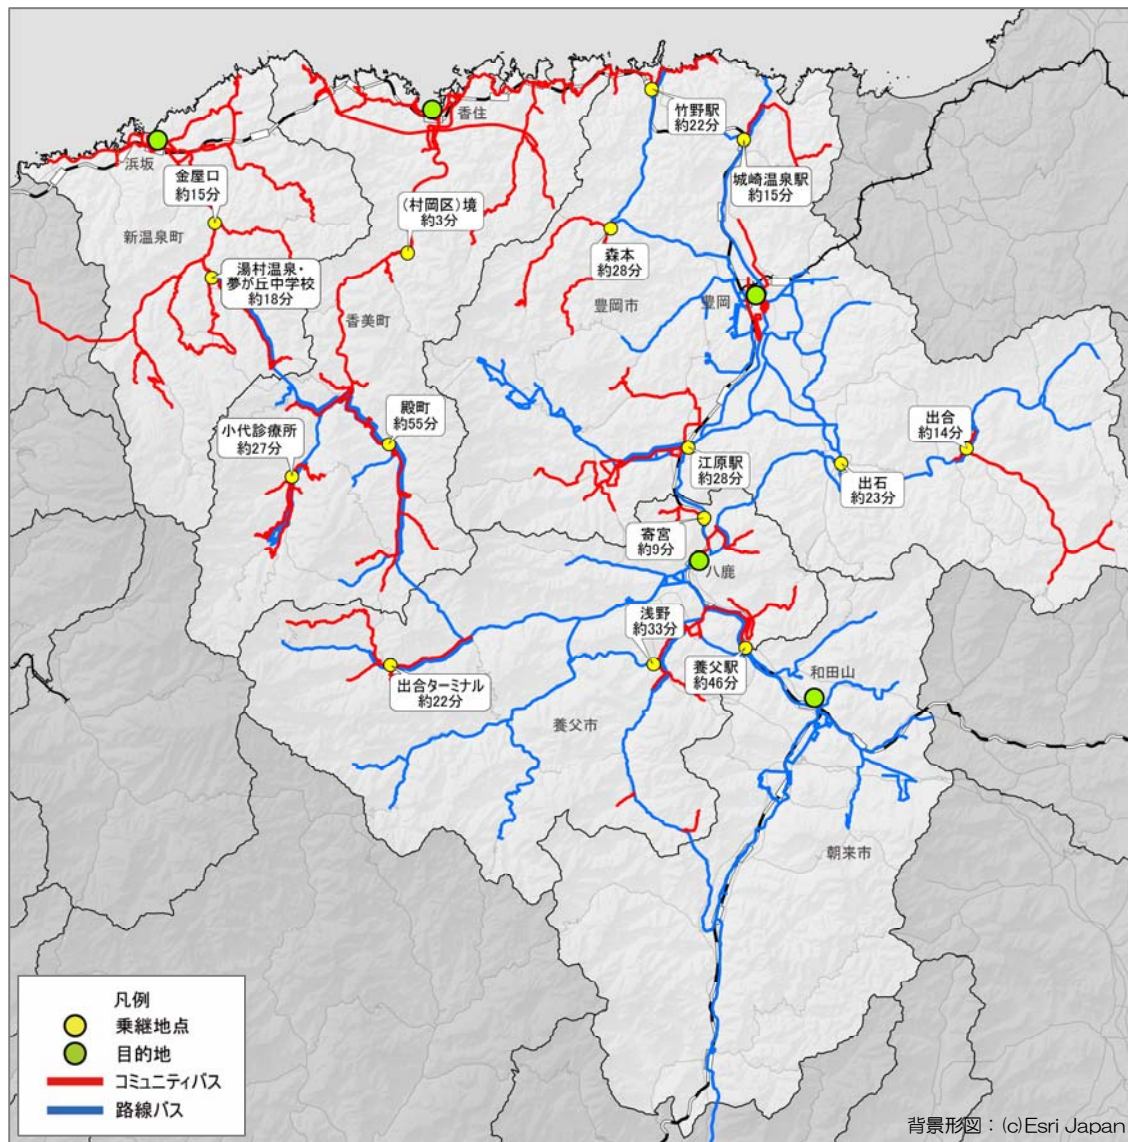 竹野駅
約22分
香住
浜坂
金屋口
約15分
城崎温泉駅
約15分
(村岡区)境
約3分
新温泉町
森本
約28分
湯村温泉・
夢が丘中学校
約18分
豊岡市
豊岡
香美町
殿町
約55分
小代診療所
約27分
出合
約14分
江原駅
約28分
出石
約23分
寄宮
約9分
八鹿
浅野
約33分
養父駅
約46分
和田山
出合ターミナル
約22分
養父市
朝来市
凡例
乗継地点
目的地
コミュニティバス
路線バス
背景形図:(c)Esri Japan